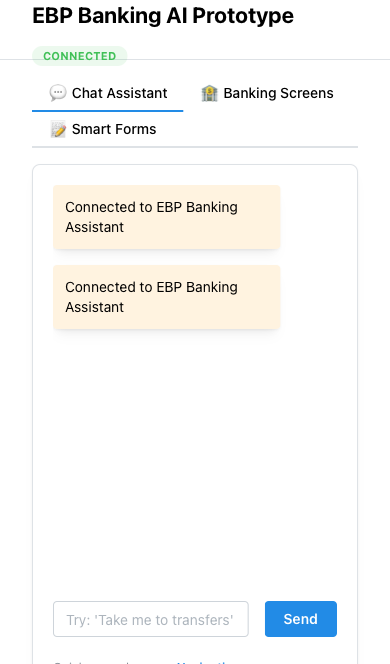 EBP Banking AI Prototype
CONNECTED
💬 Chat Assistant 🏦 Banking Screens
📝 Smart Forms
Connected to EBP Banking
Assistant
Connected to EBP Banking
Assistant
Try: 'Take me to transfers' Send